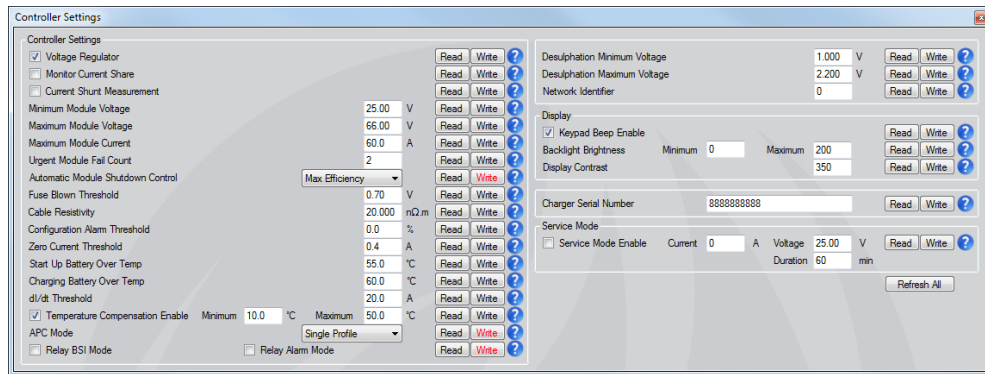 Controller Settings
Controller Settings
Voltage Regulator Read Write ?
Monitor Current Share Read Write ?
Current Shunt Measurement Read Write ?
Minimum Module Voltage 25.00 V Read Write ?
Maximum Module Voltage 66.00 V Read Write ?
Maximum Module Current 60.0 A Read Write ?
Urgent Module Fail Count 2 Read Write ?
Automatic Module Shutdown Control Max Efficiency Read Write ?
Fuse Blown Threshold 0.70 V Read Write ?
Cable Resistivity 20.000 nΩ.m Read Write ?
Configuration Alarm Threshold 0.0 % Read Write ?
Zero Current Threshold 0.4 A Read Write ?
Start Up Battery Over Temp 55.0 °C Read Write ?
Charging Battery Over Temp 60.0 °C Read Write ?
dI/dt Threshold 20.0 A Read Write ?
Temperature Compensation Enable Minimum 10.0 °C Maximum 50.0 °C Read Write ?
APC Mode Single Profile Read Write ?
Relay BSI Mode Relay Alarm Mode Read Write ?
Desulphation Minimum Voltage 1.000 V Read Write ?
Desulphation Maximum Voltage 2.200 V Read Write ?
Network Identifier 0 Read Write ?
Display
Keypad Beep Enable Read Write ?
Backlight Brightness Minimum 0 Maximum 200 Read Write ?
Display Contrast 350 Read Write ?
Charger Serial Number 8888888888 Read Write ?
Service Mode
Service Mode Enable Current 0 A Voltage 25.00 V Read Write ?
Duration 60 min
Refresh All